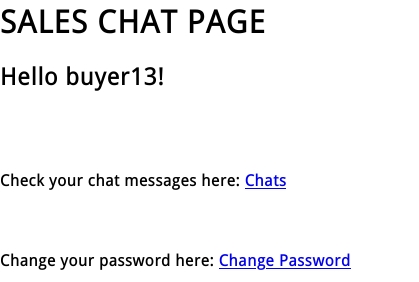 SALES CHAT PAGE
Hello buyer13!
Check your chat messages here: Chats
Change your password here: Change Password